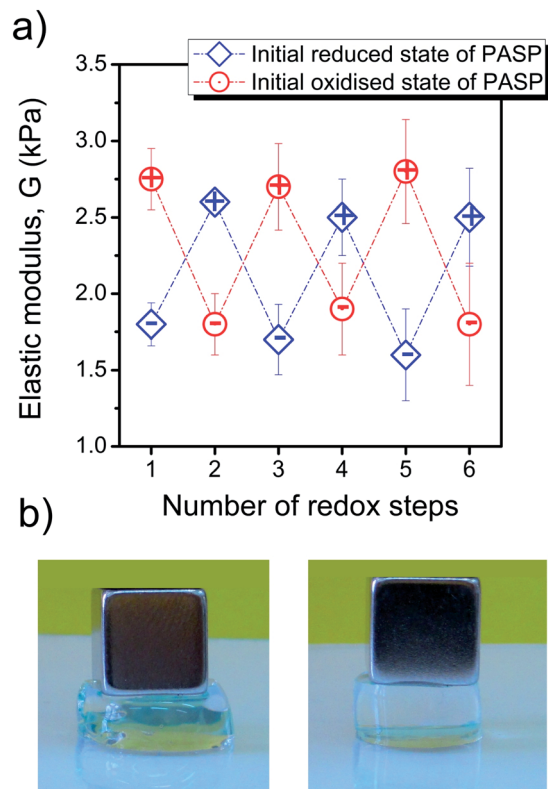 a)
Initial reduced state of PASP
Initial oxidised state of PASP
3.5
3.0
2.5
2.0
1.5
1.0
Elastic modulus, G (kPa)
1 2 3 4 5 6
Number of redox steps
b)